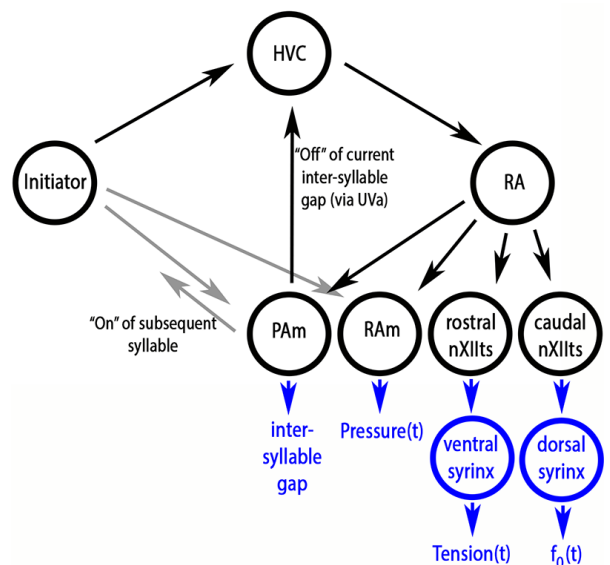 HVC
"Off" of current
inter-syllable
gap (via UVa)
Initiator
RA
"On" of subsequent
syllable
PAm
RAm
rostral
nXIIts
caudal
nXIIts
inter-
syllable
gap
Pressure(t)
ventral
syrinx
dorsal
syrinx
Tension(t)
f₀(t)